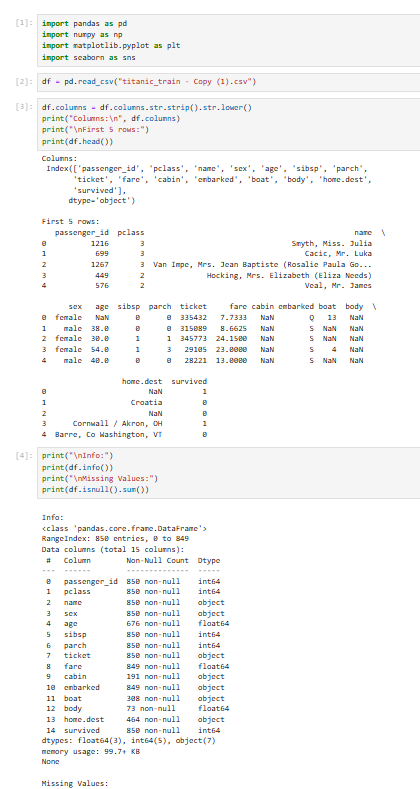 [1]: import pandas as pd
import numpy as np
import matplotlib.pyplot as plt
import seaborn as sns
[2]: df = pd.read_csv("titanic_train - Copy (1).csv")
[3]: df.columns = df.columns.str.strip().str.lower()
print("Columns:\n", df.columns)
print("\nFirst 5 rows:")
print(df.head())
Columns:
Index(['passenger_id', 'pclass', 'name', 'sex', 'age', 'sibsp', 'parch',
'ticket', 'fare', 'cabin', 'embarked', 'boat', 'body', 'home.dest',
'survived'],
dtype='object')
First 5 rows:
passenger_id pclass name \
0 1216 3 Smyth, Miss. Julia
1 699 3 Cacic, Mr. Luka
2 1267 3 Van Impe, Mrs. Jean Baptiste (Rosalie Paula Go...
3 449 2 Hocking, Mrs. Elizabeth (Eliza Needs)
4 576 2 Veal, Mr. James
sex age sibsp parch ticket fare cabin embarked boat body \
0 female NaN 0 0 335432 7.7333 NaN Q 13 NaN
1 male 38.0 0 0 315089 8.6625 NaN S NaN NaN
2 female 30.0 1 1 345773 24.1500 NaN S NaN NaN
3 female 54.0 1 3 29105 23.0000 NaN S 4 NaN
4 male 40.0 0 0 28221 13.0000 NaN S NaN NaN
home.dest survived
0 NaN 1
1 Croatia 0
2 NaN 0
3 Cornwall / Akron, OH 1
4 Barre, Co Washington, VT 0
[4]: print("\nInfo:")
print(df.info())
print("\nMissing Values:")
print(df.isnull().sum())
Info:
<class 'pandas.core.frame.DataFrame'>
RangeIndex: 850 entries, 0 to 849
Data columns (total 15 columns):
# Column Non-Null Count Dtype
--- ------ -------------- -----
0 passenger_id 850 non-null int64
1 pclass 850 non-null int64
2 name 850 non-null object
3 sex 850 non-null object
4 age 676 non-null float64
5 sibsp 850 non-null int64
6 parch 850 non-null int64
7 ticket 850 non-null object
8 fare 849 non-null float64
9 cabin 191 non-null object
10 embarked 849 non-null object
11 boat 308 non-null object
12 body 73 non-null float64
13 home.dest 464 non-null object
14 survived 850 non-null int64
dtypes: float64(3), int64(5), object(7)
memory usage: 99.7+ KB
None
Missing Values: